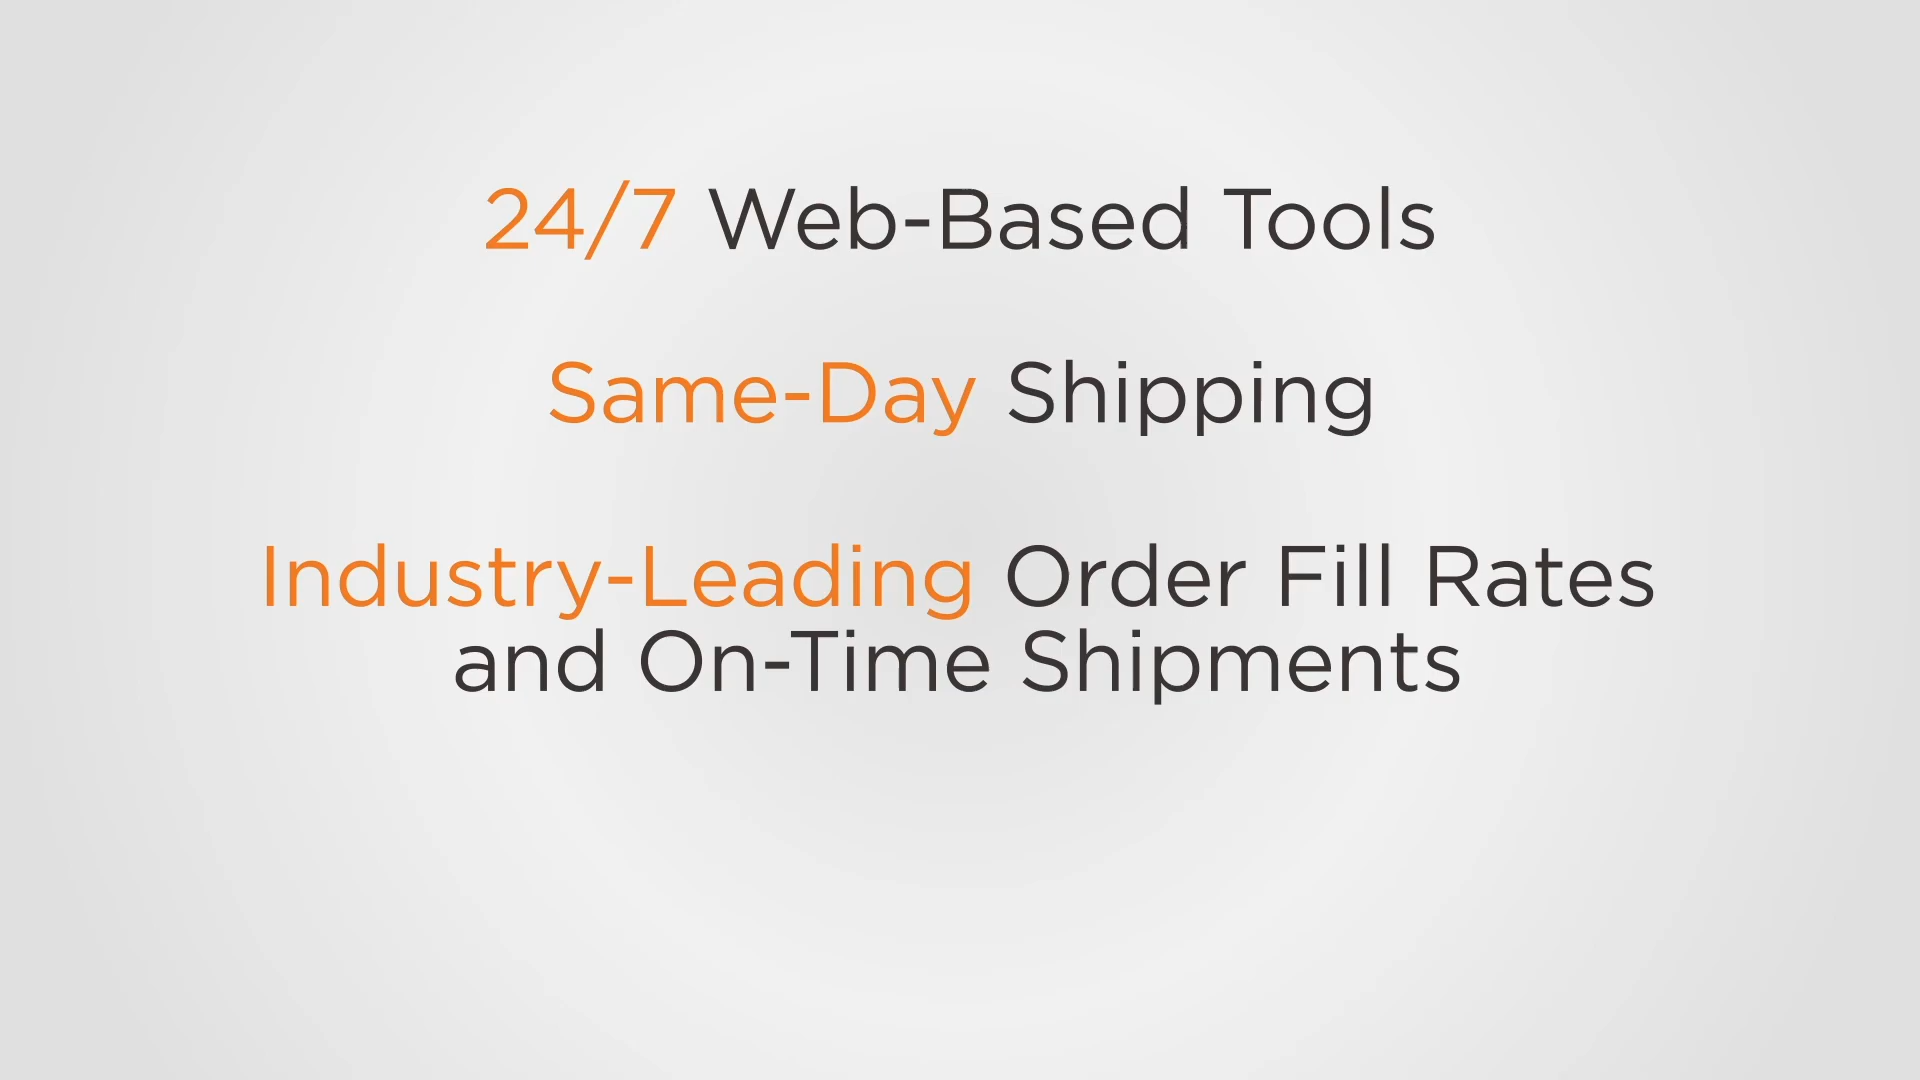 24/7 Web-Based Tools
Same-Day Shipping
Industry-Leading Order Fill Rates
and On-Time Shipments